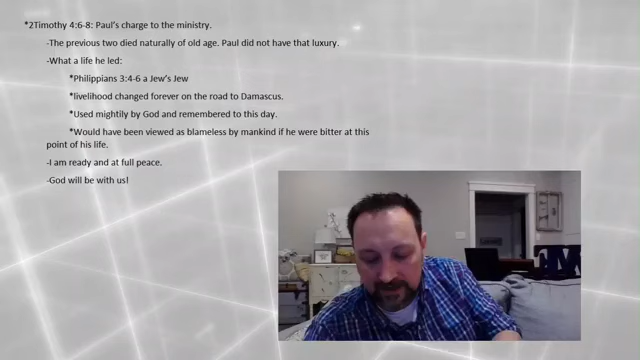 *2Timothy 4:6-8: Paul's charge to the ministry.
-The previous two died naturally of old age. Paul did not have that luxury.
-What a life he led:
*Philippians 3:4-6 a Jew's Jew
*livelihood changed forever on the road to Damascus.
*Used mightily by God and remembered to this day.
*Would have been viewed as blameless by mankind if he were bitter at this
point of his life.
-I am ready and at full peace.
-God will be with us!